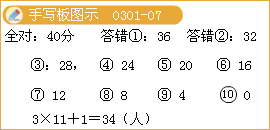 手写板图示 0301-07
全对：40分 答错①：36 答错②：32
③：28， ④ 24 ⑤ 20 ⑥ 16
⑦ 12 ⑧ 8 ⑨ 4 ⑩ 0
3×11＋1＝34（人）